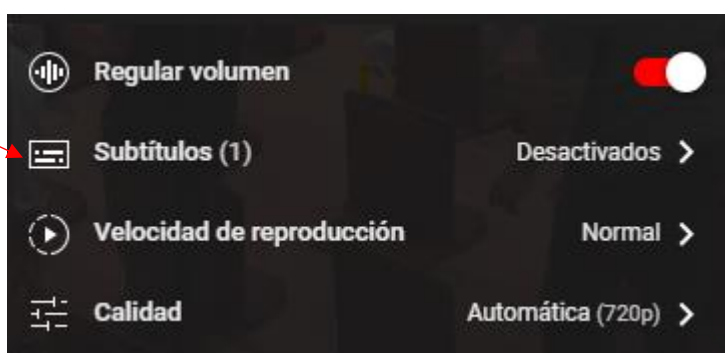 Regular volumen
Subtítulos (1) Desactivados
Velocidad de reproducción Normal
Calidad Automática (720p)